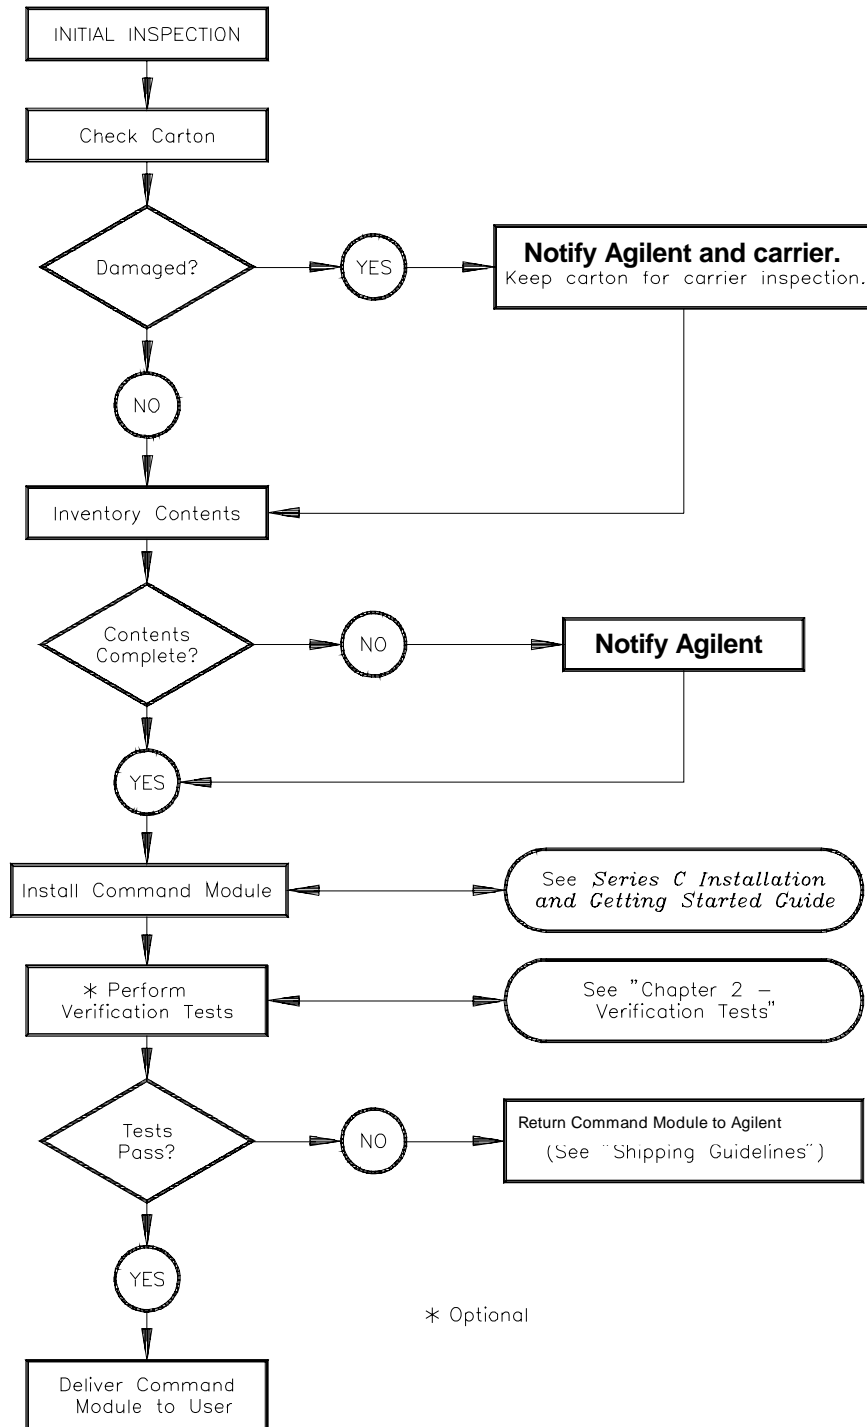 INITIAL INSPECTION
Check Carton
Damaged?
YES
Notify Agilent and carrier.
Keep carton for carrier inspection.
NO
Inventory Contents
Contents
Complete?
NO
Notify Agilent
YES
Install Command Module
See Series C Installation
and Getting Started Guide
* Perform
Verification Tests
See "Chapter 2 –
Verification Tests"
Tests
Pass?
NO
Return Command Module to Agilent
(See "Shipping Guidelines")
YES
* Optional
Deliver Command
Module to User